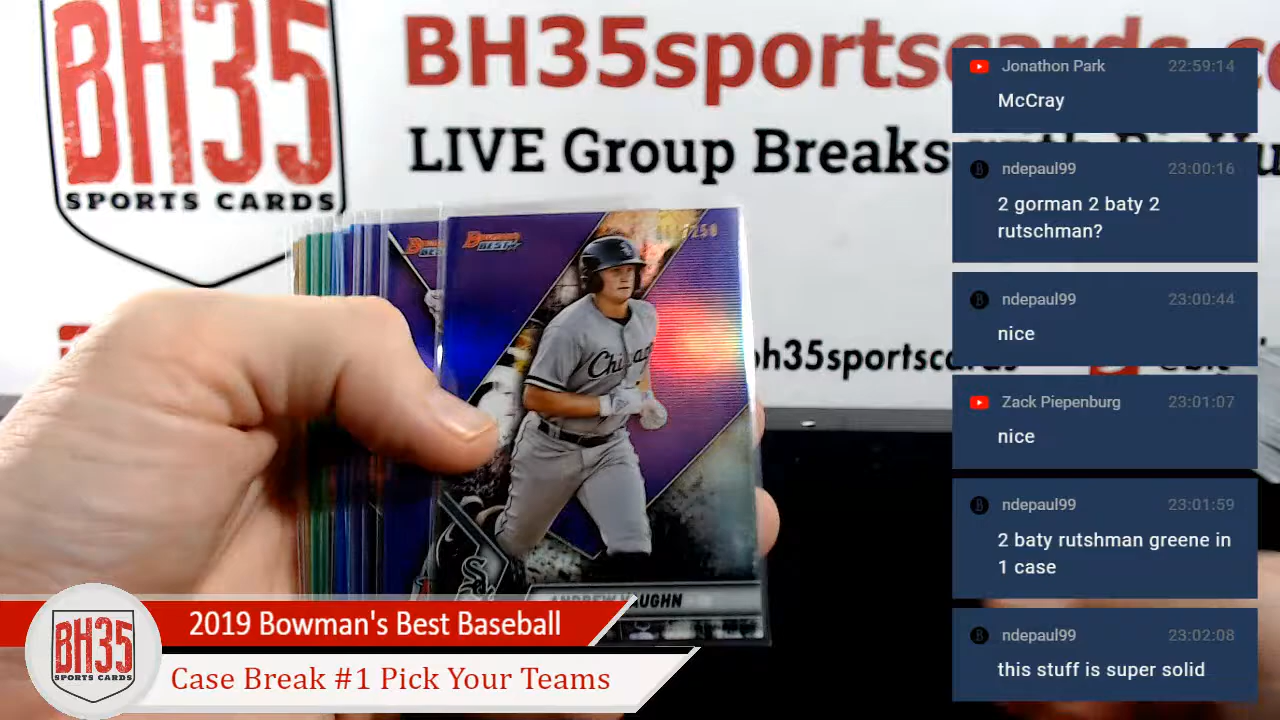 BH35
SPORTS CARDS
BH35sportscards.c
LIVE Group Breaks
bh35sportscards
BOWMAN'S
BEST
Chicago
ANDREW VAUGHN
Jonathon Park 22:59:14
McCray
ndepaul99 23:00:16
2 gorman 2 baty 2
rutschman?
ndepaul99 23:00:44
nice
Zack Piepenburg 23:01:07
nice
ndepaul99 23:01:59
2 baty rutshman greene in
1 case
ndepaul99 23:02:08
this stuff is super solid
BH35
SPORTS CARDS
2019 Bowman's Best Baseball
Case Break #1 Pick Your Teams